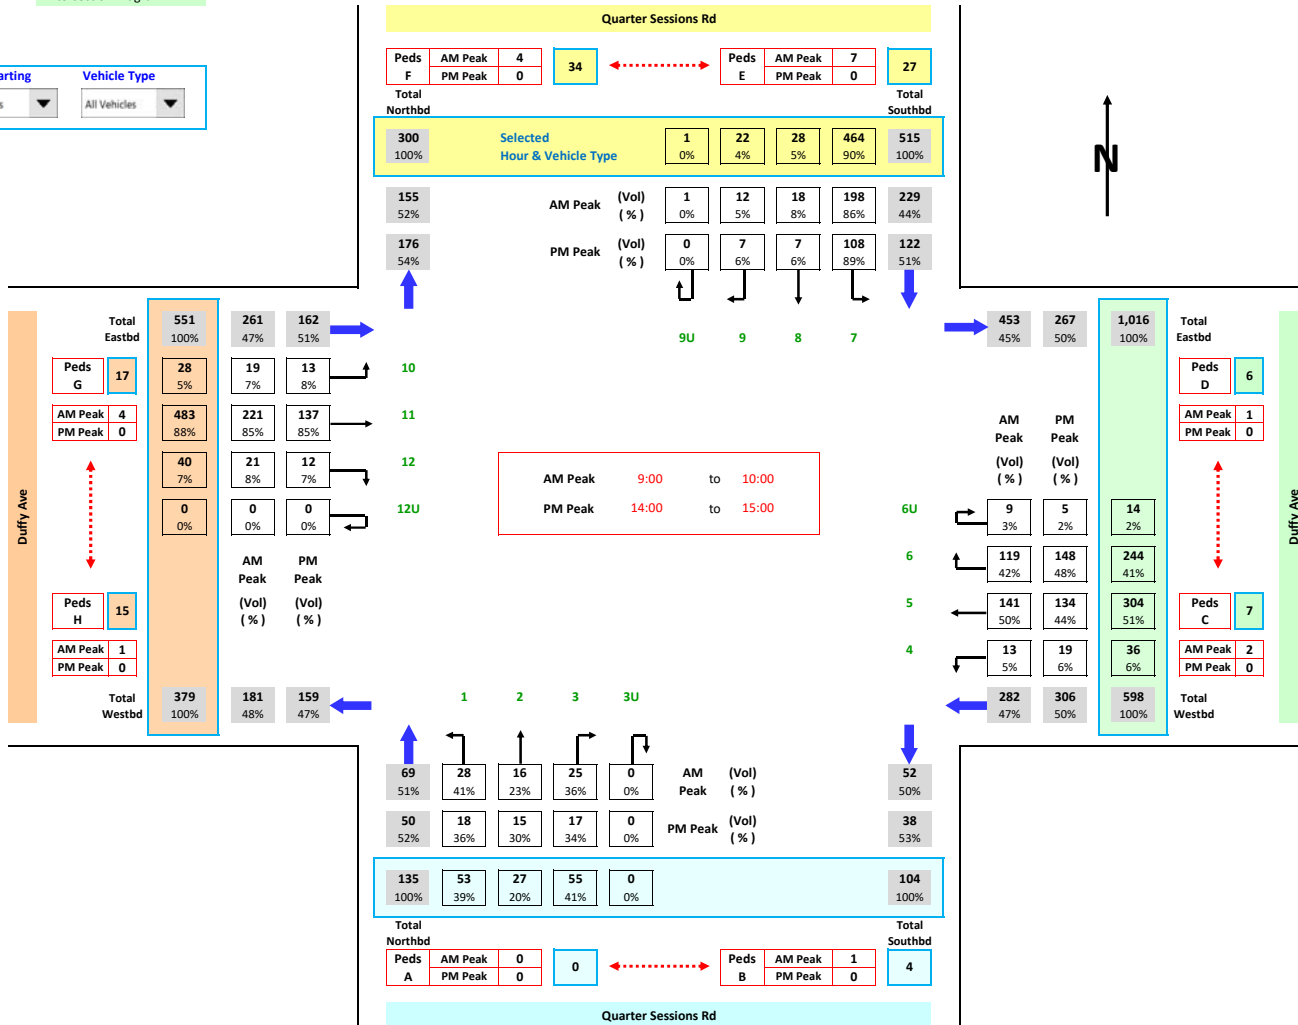 Quarter Sessions Rd
arting Vehicle Type
s All Vehicles
Peds F AM Peak 4 34 Peds E AM Peak 7 27
PM Peak 0 PM Peak 0
Total Total
Northbd Southbd
300 Selected 1 22 28 464 515
100% Hour & Vehicle Type 0% 4% 5% 90% 100%
155 AM Peak (Vol) 1 12 18 198 229
52% ( % ) 0% 5% 8% 86% 44%
176 PM Peak (Vol) 0 7 7 108 122
54% ( % ) 0% 6% 6% 89% 51%
N
Total 551 261 162 453 267 1,016 Total
Eastbd 100% 47% 51% 45% 50% 100% Eastbd
9U 9 8 7
Peds G 17 28 19 13 10 Peds D 6
5% 7% 8%
AM Peak 4 483 221 137 11 AM Peak 1
PM Peak 0 88% 85% 85% PM Peak 0
AM PM
Peak Peak
(Vol) (Vol)
( % ) ( % )
40 21 12 12
7% 8% 7%
AM Peak 9:00 to 10:00
PM Peak 14:00 to 15:00
Duffy Ave
Duffy Ave
0 0 0 12U 6U 9 5 14
0% 0% 0% 3% 2% 2%
AM PM
Peak Peak
(Vol) (Vol)
( % ) ( % )
6 119 148 244
42% 48% 41%
Peds H 15 5 141 134 304 Peds C 7
50% 44% 51%
AM Peak 1 4 13 19 36 AM Peak 2
PM Peak 0 5% 6% 6% PM Peak 0
Total 379 181 159 282 306 598 Total
Westbd 100% 48% 47% 47% 50% 100% Westbd
1 2 3 3U
69 28 16 25 0 AM (Vol) 52
51% 41% 23% 36% 0% Peak ( % ) 50%
50 18 15 17 0 PM Peak (Vol) 38
52% 36% 30% 34% 0% ( % ) 53%
135 53 27 55 0 104
100% 39% 20% 41% 0% 100%
Total Total
Northbd Southbd
Peds A AM Peak 0 0 Peds B AM Peak 1 4
PM Peak 0 PM Peak 0
Quarter Sessions Rd